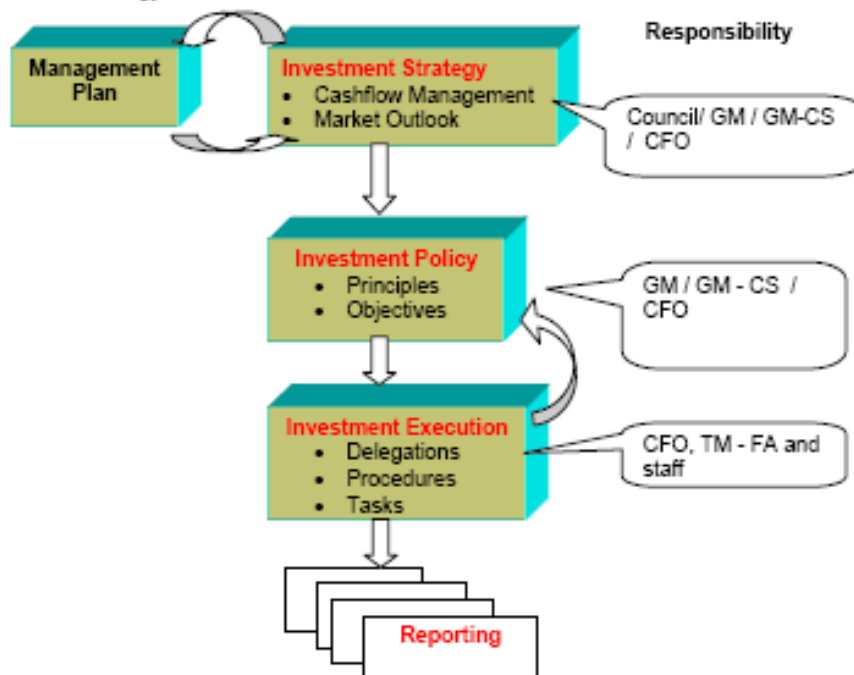 Responsibility
Management
Plan
Investment Strategy
• Cashflow Management
• Market Outlook
Council/ GM / GM-CS
/ CFO
Investment Policy
• Principles
• Objectives
GM / GM - CS /
CFO
Investment Execution
• Delegations
• Procedures
• Tasks
CFO, TM - FA and
staff
Reporting